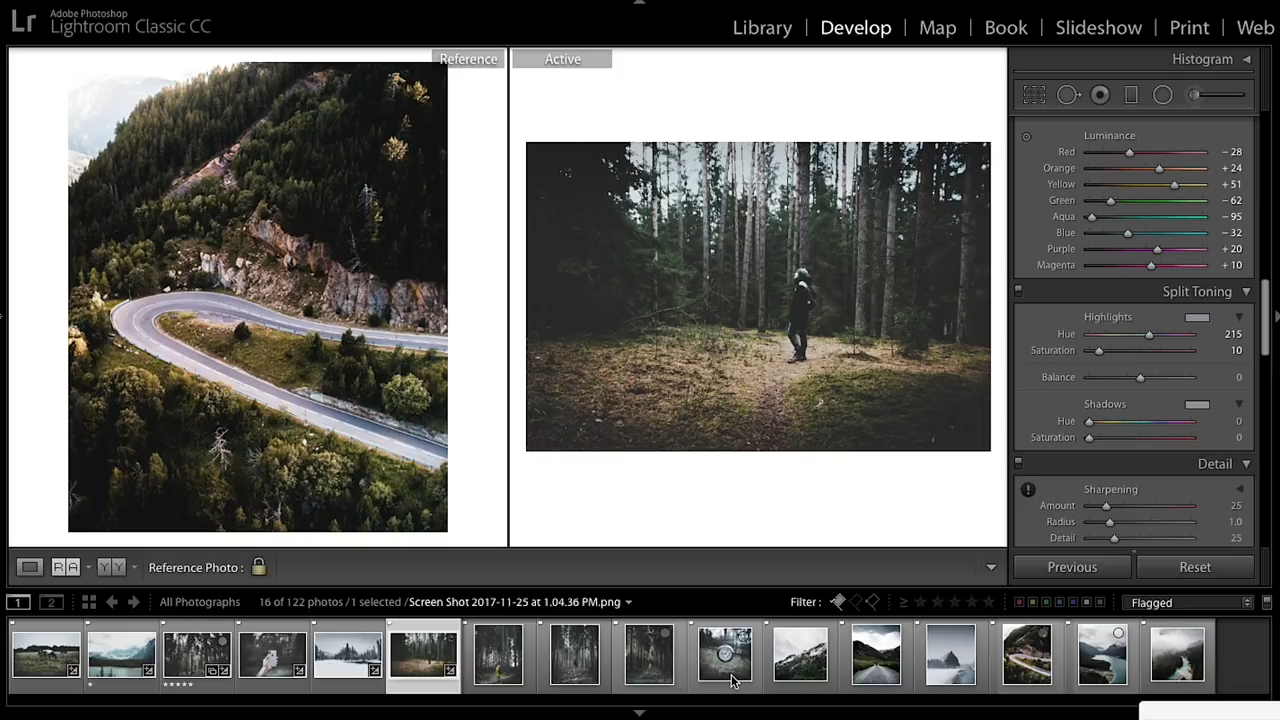 Lr Adobe Photoshop
Lightroom Classic CC
Library | Develop | Map | Book | Slideshow | Print | Web
Reference
Active
Histogram
Luminance
Red − 28
Orange + 24
Yellow + 51
Green − 62
Aqua − 95
Blue − 32
Purple + 20
Magenta + 10
Split Toning
Highlights
Hue 215
Saturation 10
Balance 0
Shadows
Hue 0
Saturation 0
Detail
Sharpening
Amount 25
Radius 1.0
Detail 25
R A Y Y Reference Photo :
Previous Reset
1 2 All Photographs 16 of 122 photos / 1 selected / Screen Shot 2017-11-25 at 1.04.36 PM.png Filter : ≥ Flagged